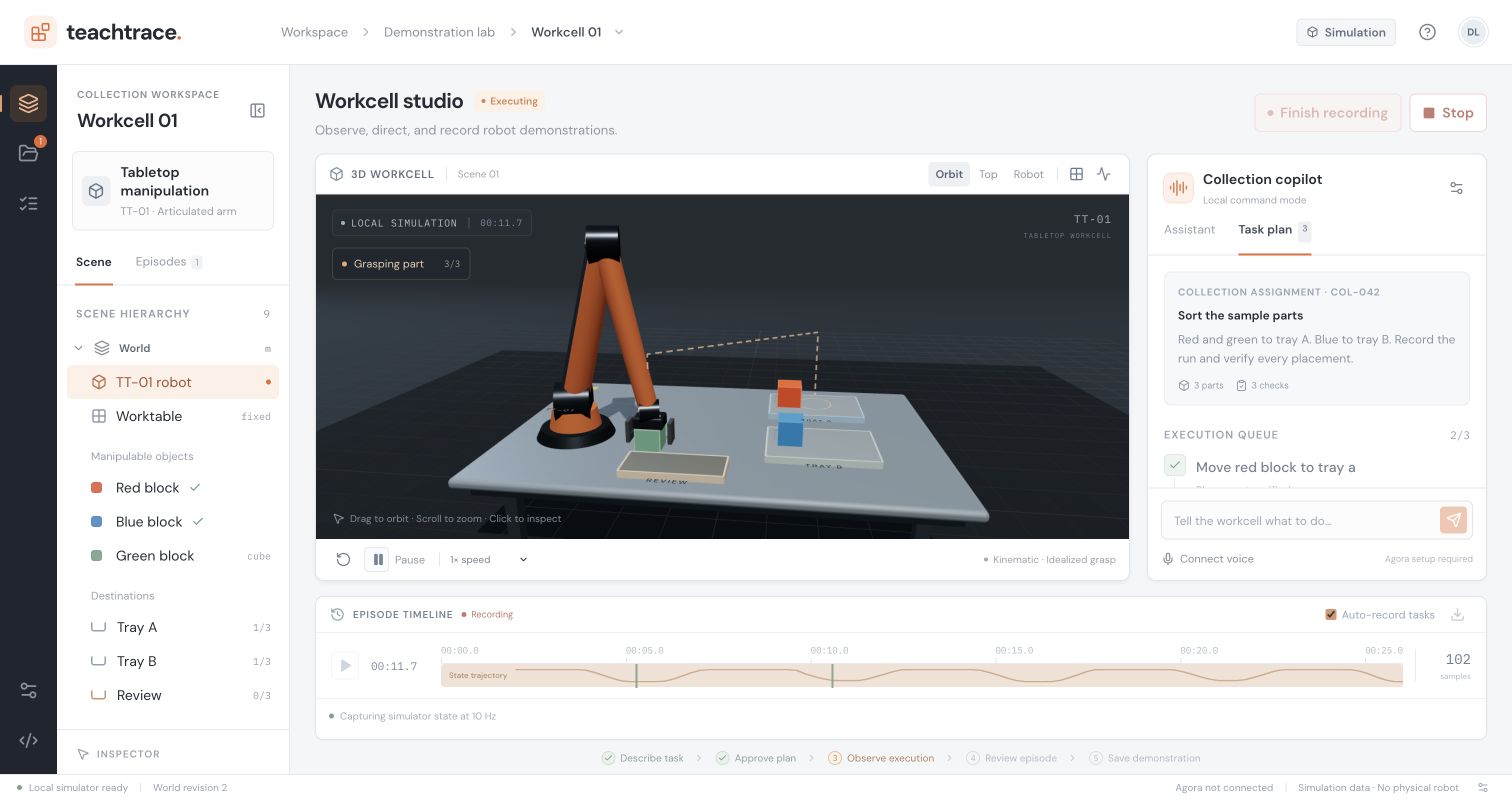 teachtrace.
Workspace
Demonstration lab
Workcell 01
Simulation
DL
1
COLLECTION WORKSPACE
Workcell 01
Tabletop
manipulation
TT-01 · Articulated arm
Scene
Episodes 1
SCENE HIERARCHY 9
World m
TT-01 robot
Worktable fixed
Manipulable objects
Red block
Blue block
Green block cube
Destinations
Tray A 1/3
Tray B 1/3
Review 0/3
INSPECTOR
Workcell studio
Executing
Observe, direct, and record robot demonstrations.
Finish recording
Stop
3D WORKCELL
Scene 01
Orbit
Top
Robot
LOCAL SIMULATION 00:11.7
TT-01
TABLETOP WORKCELL
Grasping part 3/3
TRAY B
REVIEW
Drag to orbit · Scroll to zoom · Click to inspect
Pause
1× speed
Kinematic · Idealized grasp
Collection copilot
Local command mode
Assistant
Task plan 3
COLLECTION ASSIGNMENT · COL-042
Sort the sample parts
Red and green to tray A. Blue to tray B. Record the
run and verify every placement.
3 parts
3 checks
EXECUTION QUEUE 2/3
Move red block to tray a
Tell the workcell what to do…
Connect voice
Agora setup required
EPISODE TIMELINE
Recording
Auto-record tasks
00:11.7
00:00.0 00:05.0 00:10.0 00:15.0 00:20.0 00:25.0
State trajectory
102
samples
Capturing simulator state at 10 Hz
Describe task
Approve plan
3 Observe execution
4 Review episode
5 Save demonstration
Local simulator ready
World revision 2
Agora not connected
Simulation data · No physical robot